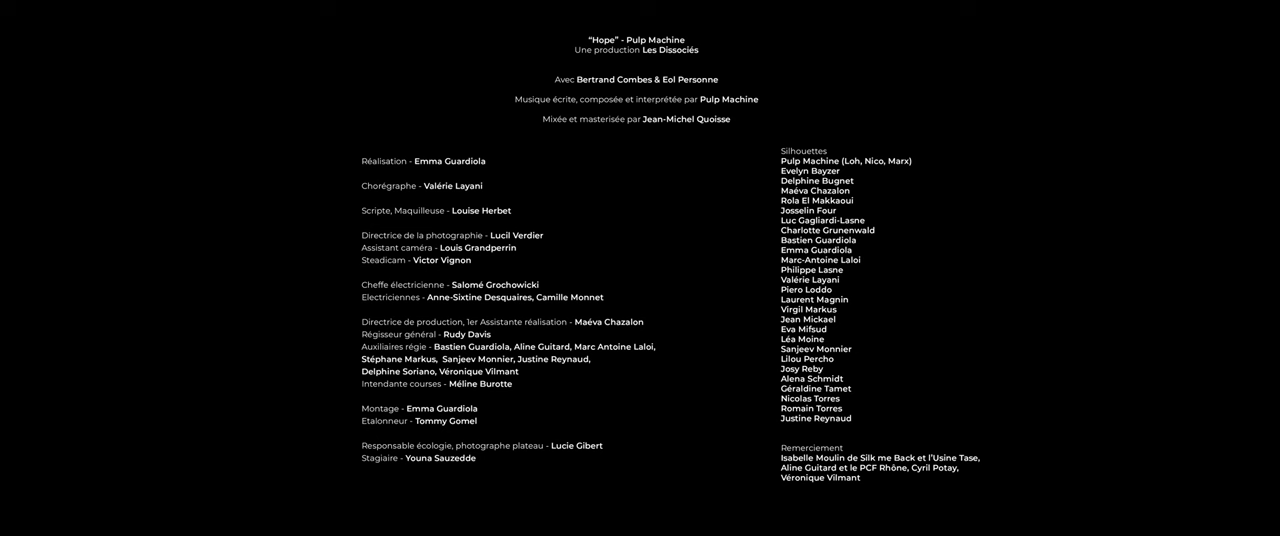 “Hope” - Pulp Machine
Une production Les Dissociés
Avec Bertrand Combes & Eol Personne
Musique écrite, composée et interprétée par Pulp Machine
Mixée et masterisée par Jean-Michel Quoisse
Réalisation - Emma Guardiola
Chorégraphe - Valérie Layani
Scripte, Maquilleuse - Louise Herbet
Directrice de la photographie - Lucil Verdier
Assistant caméra - Louis Grandperrin
Steadicam - Victor Vignon
Cheffe électricienne - Salomé Grochowicki
Electriciennes - Anne-Sixtine Desquaires, Camille Monnet
Directrice de production, 1er Assistante réalisation - Maéva Chazalon
Régisseur général - Rudy Davis
Auxiliaires régie - Bastien Guardiola, Aline Guitard, Marc Antoine Laloi,
Stéphane Markus, Sanjeev Monnier, Justine Reynaud,
Delphine Soriano, Véronique Vilmant
Intendante courses - Méline Burotte
Montage - Emma Guardiola
Etalonneur - Tommy Gomel
Responsable écologie, photographe plateau - Lucie Gibert
Stagiaire - Youna Sauzedde
Silhouettes
Pulp Machine (Loh, Nico, Marx)
Evelyn Bayzer
Delphine Bugnet
Maéva Chazalon
Rola El Makkaoui
Josselin Four
Luc Gagliardi-Lasne
Charlotte Grunenwald
Bastien Guardiola
Emma Guardiola
Marc-Antoine Laloi
Philippe Lasne
Valérie Layani
Piero Loddo
Laurent Magnin
Virgil Markus
Jean Mickael
Eva Mifsud
Léa Moine
Sanjeev Monnier
Lilou Percho
Josy Reby
Alena Schmidt
Géraldine Tamet
Nicolas Torres
Romain Torres
Justine Reynaud
Remerciement
Isabelle Moulin de Silk me Back et l’Usine Tase,
Aline Guitard et le PCF Rhône, Cyril Potay,
Véronique Vilmant